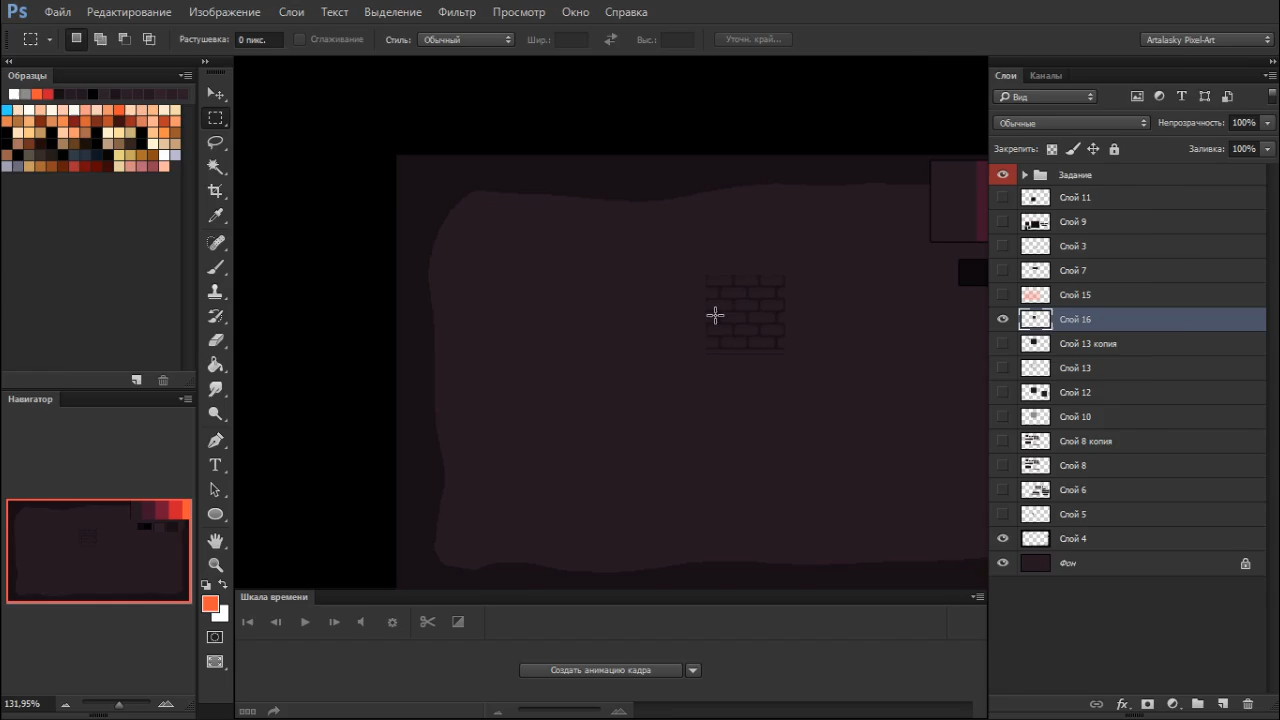 Ps Файл Редактирование Изображение Слои Текст Выделение Фильтр Просмотр Окно Справка
Растушевка: 0 пикс. Сглаживание Стиль: Обычный Шир.: Выс.: Уточн. край... Artalasky Pixel-Art
Образцы
Слои Каналы
Вид
Обычные Непрозрачность: 100%
Закрепить: Заливка: 100%
Задание
Слой 11
Слой 9
Слой 3
Слой 7
Слой 15
Слой 16
Слой 13 копия
Слой 13
Слой 12
Слой 10
Слой 8 копия
Слой 8
Слой 6
Слой 5
Слой 4
Фон
Навигатор
131,95%
Шкала времени
Создать анимацию кадра